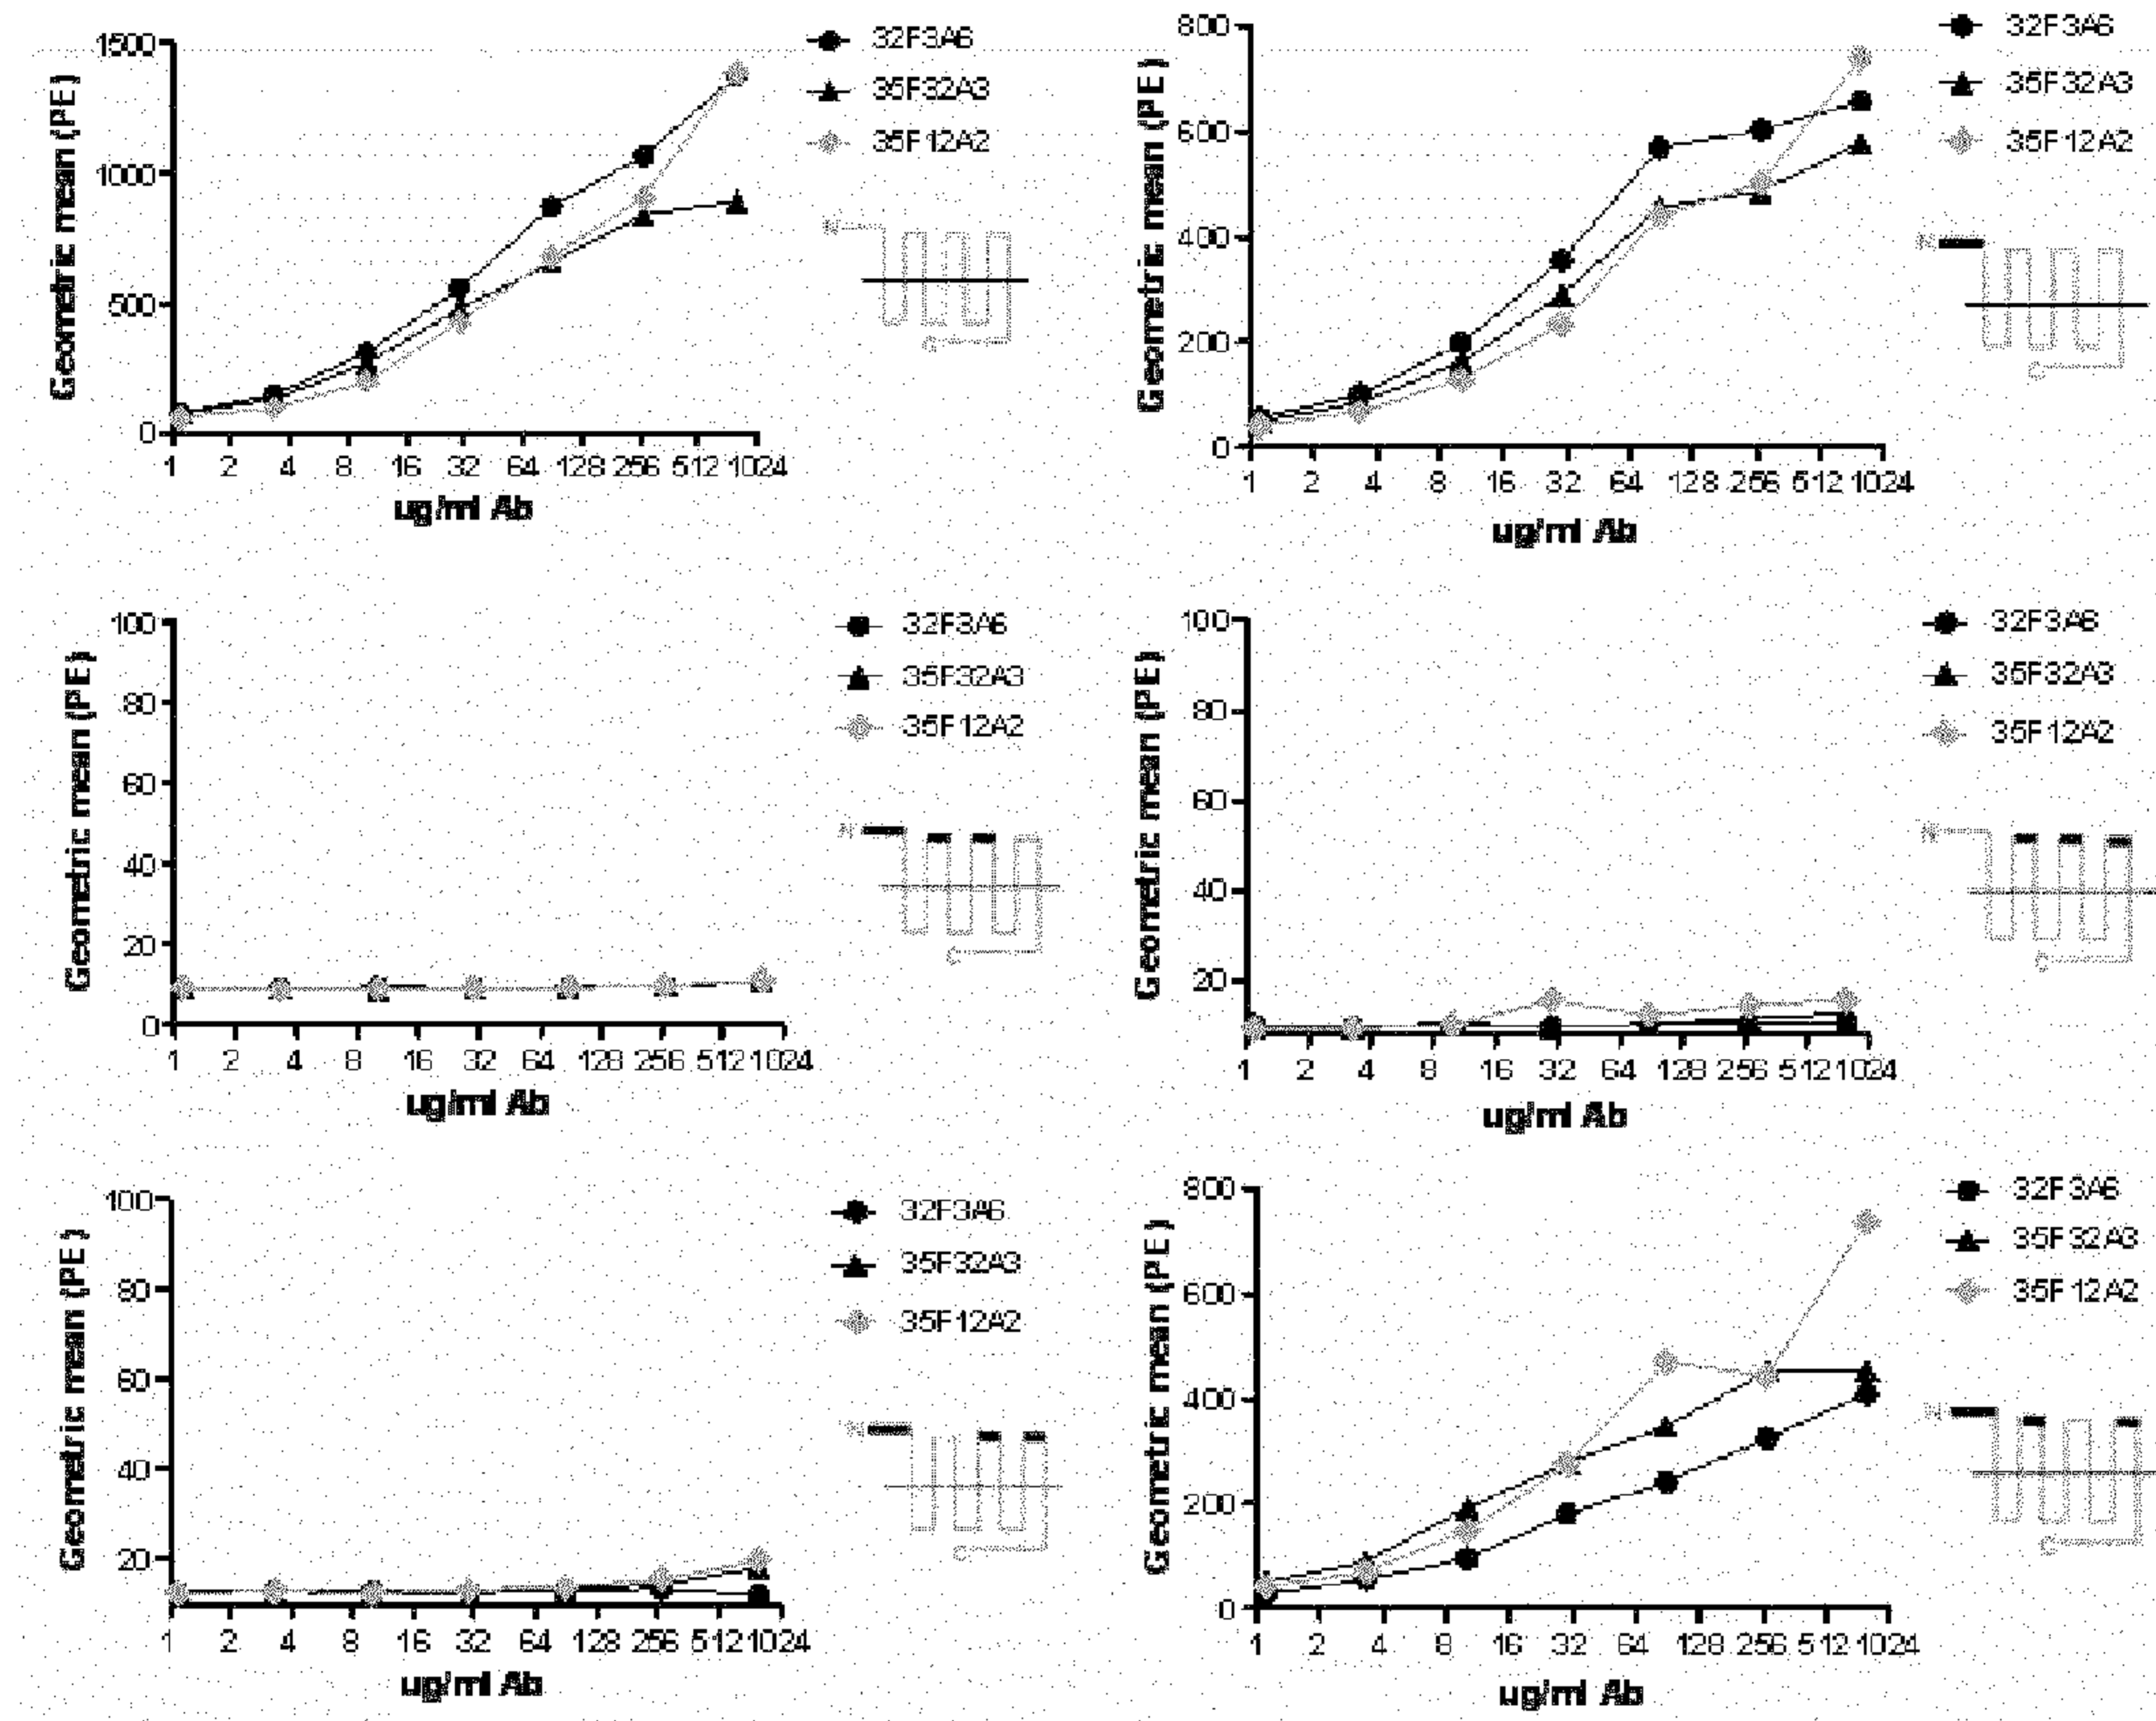 Geometric mean (PE)
1500
1000
500
0
1 2 4 8 16 32 64 128 256 512 1024
ug/ml Ab
32F3A6
35F32A3
35F12A2
N
C
Geometric mean (PE)
800
600
400
200
0
1 2 4 8 16 32 64 128 256 512 1024
ug/ml Ab
32F3A6
35F32A3
35F12A2
N
C
Geometric mean (PE)
100
80
60
40
20
0
1 2 4 8 16 32 64 128 256 512 1024
ug/ml Ab
32F3A6
35F32A3
35F12A2
N
C
Geometric mean (PE)
100
80
60
40
20
1 2 4 8 16 32 64 128 256 512 1024
ug/ml Ab
32F3A6
35F32A3
35F12A2
N
C
Geometric mean (PE)
100
80
60
40
20
1 2 4 8 16 32 64 128 256 512 1024
ug/ml Ab
32F3A6
35F32A3
35F12A2
N
C
Geometric mean (PE)
800
600
400
200
0
1 2 4 8 16 32 64 128 256 512 1024
ug/ml Ab
32F3A6
35F32A3
35F12A2
N
C